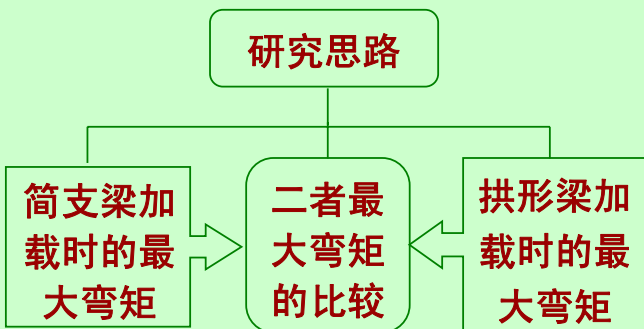 研究思路
简支梁加
载时的最
大弯矩
二者最
大弯矩
的比较
拱形梁加
载时的最
大弯矩